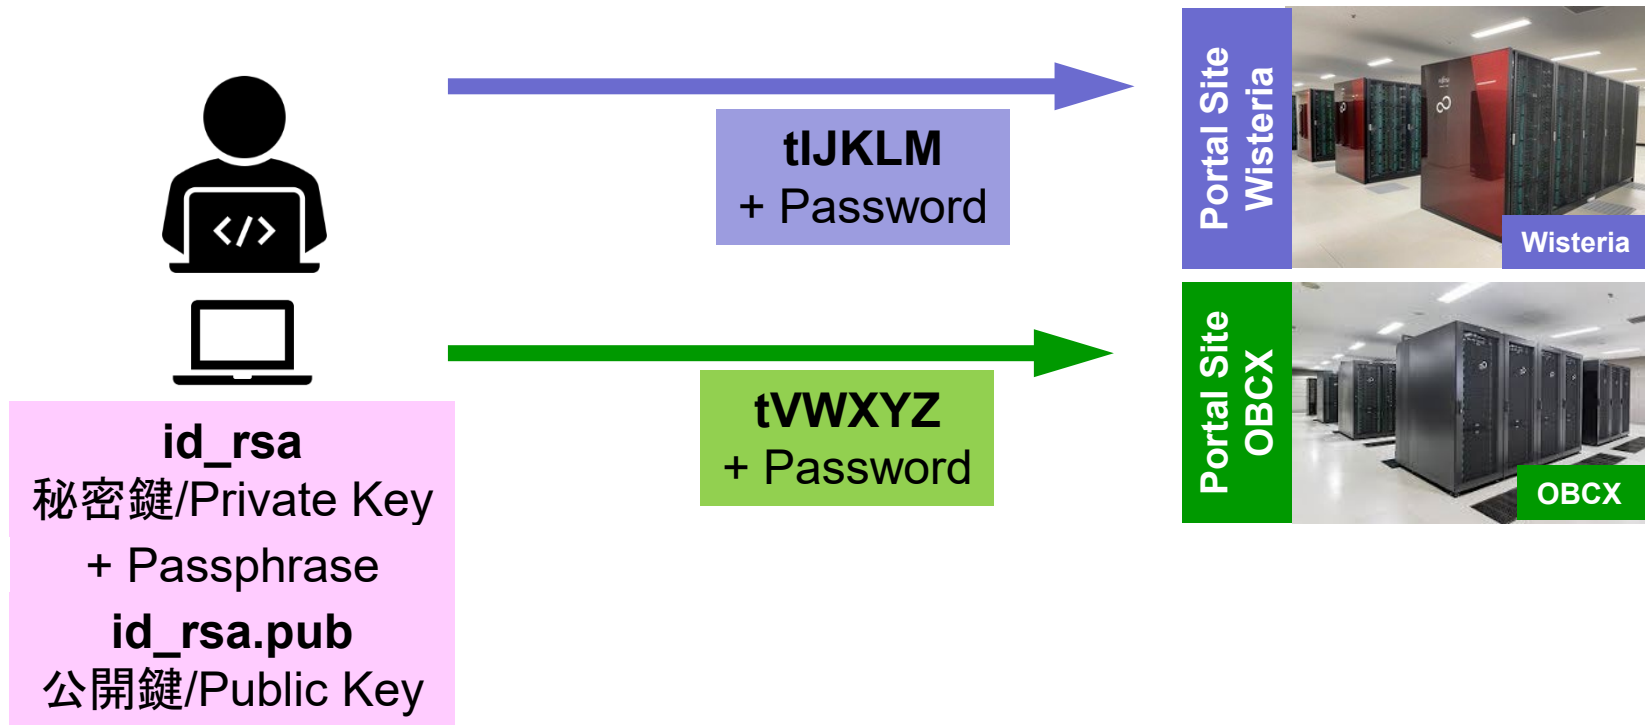 </>
id_rsa
秘密鍵/Private Key
+ Passphrase
id_rsa.pub
公開鍵/Public Key
tIJKLM
+ Password
tVWXYZ
+ Password
Portal Site
Wisteria
Wisteria
Portal Site
OBCX
OBCX